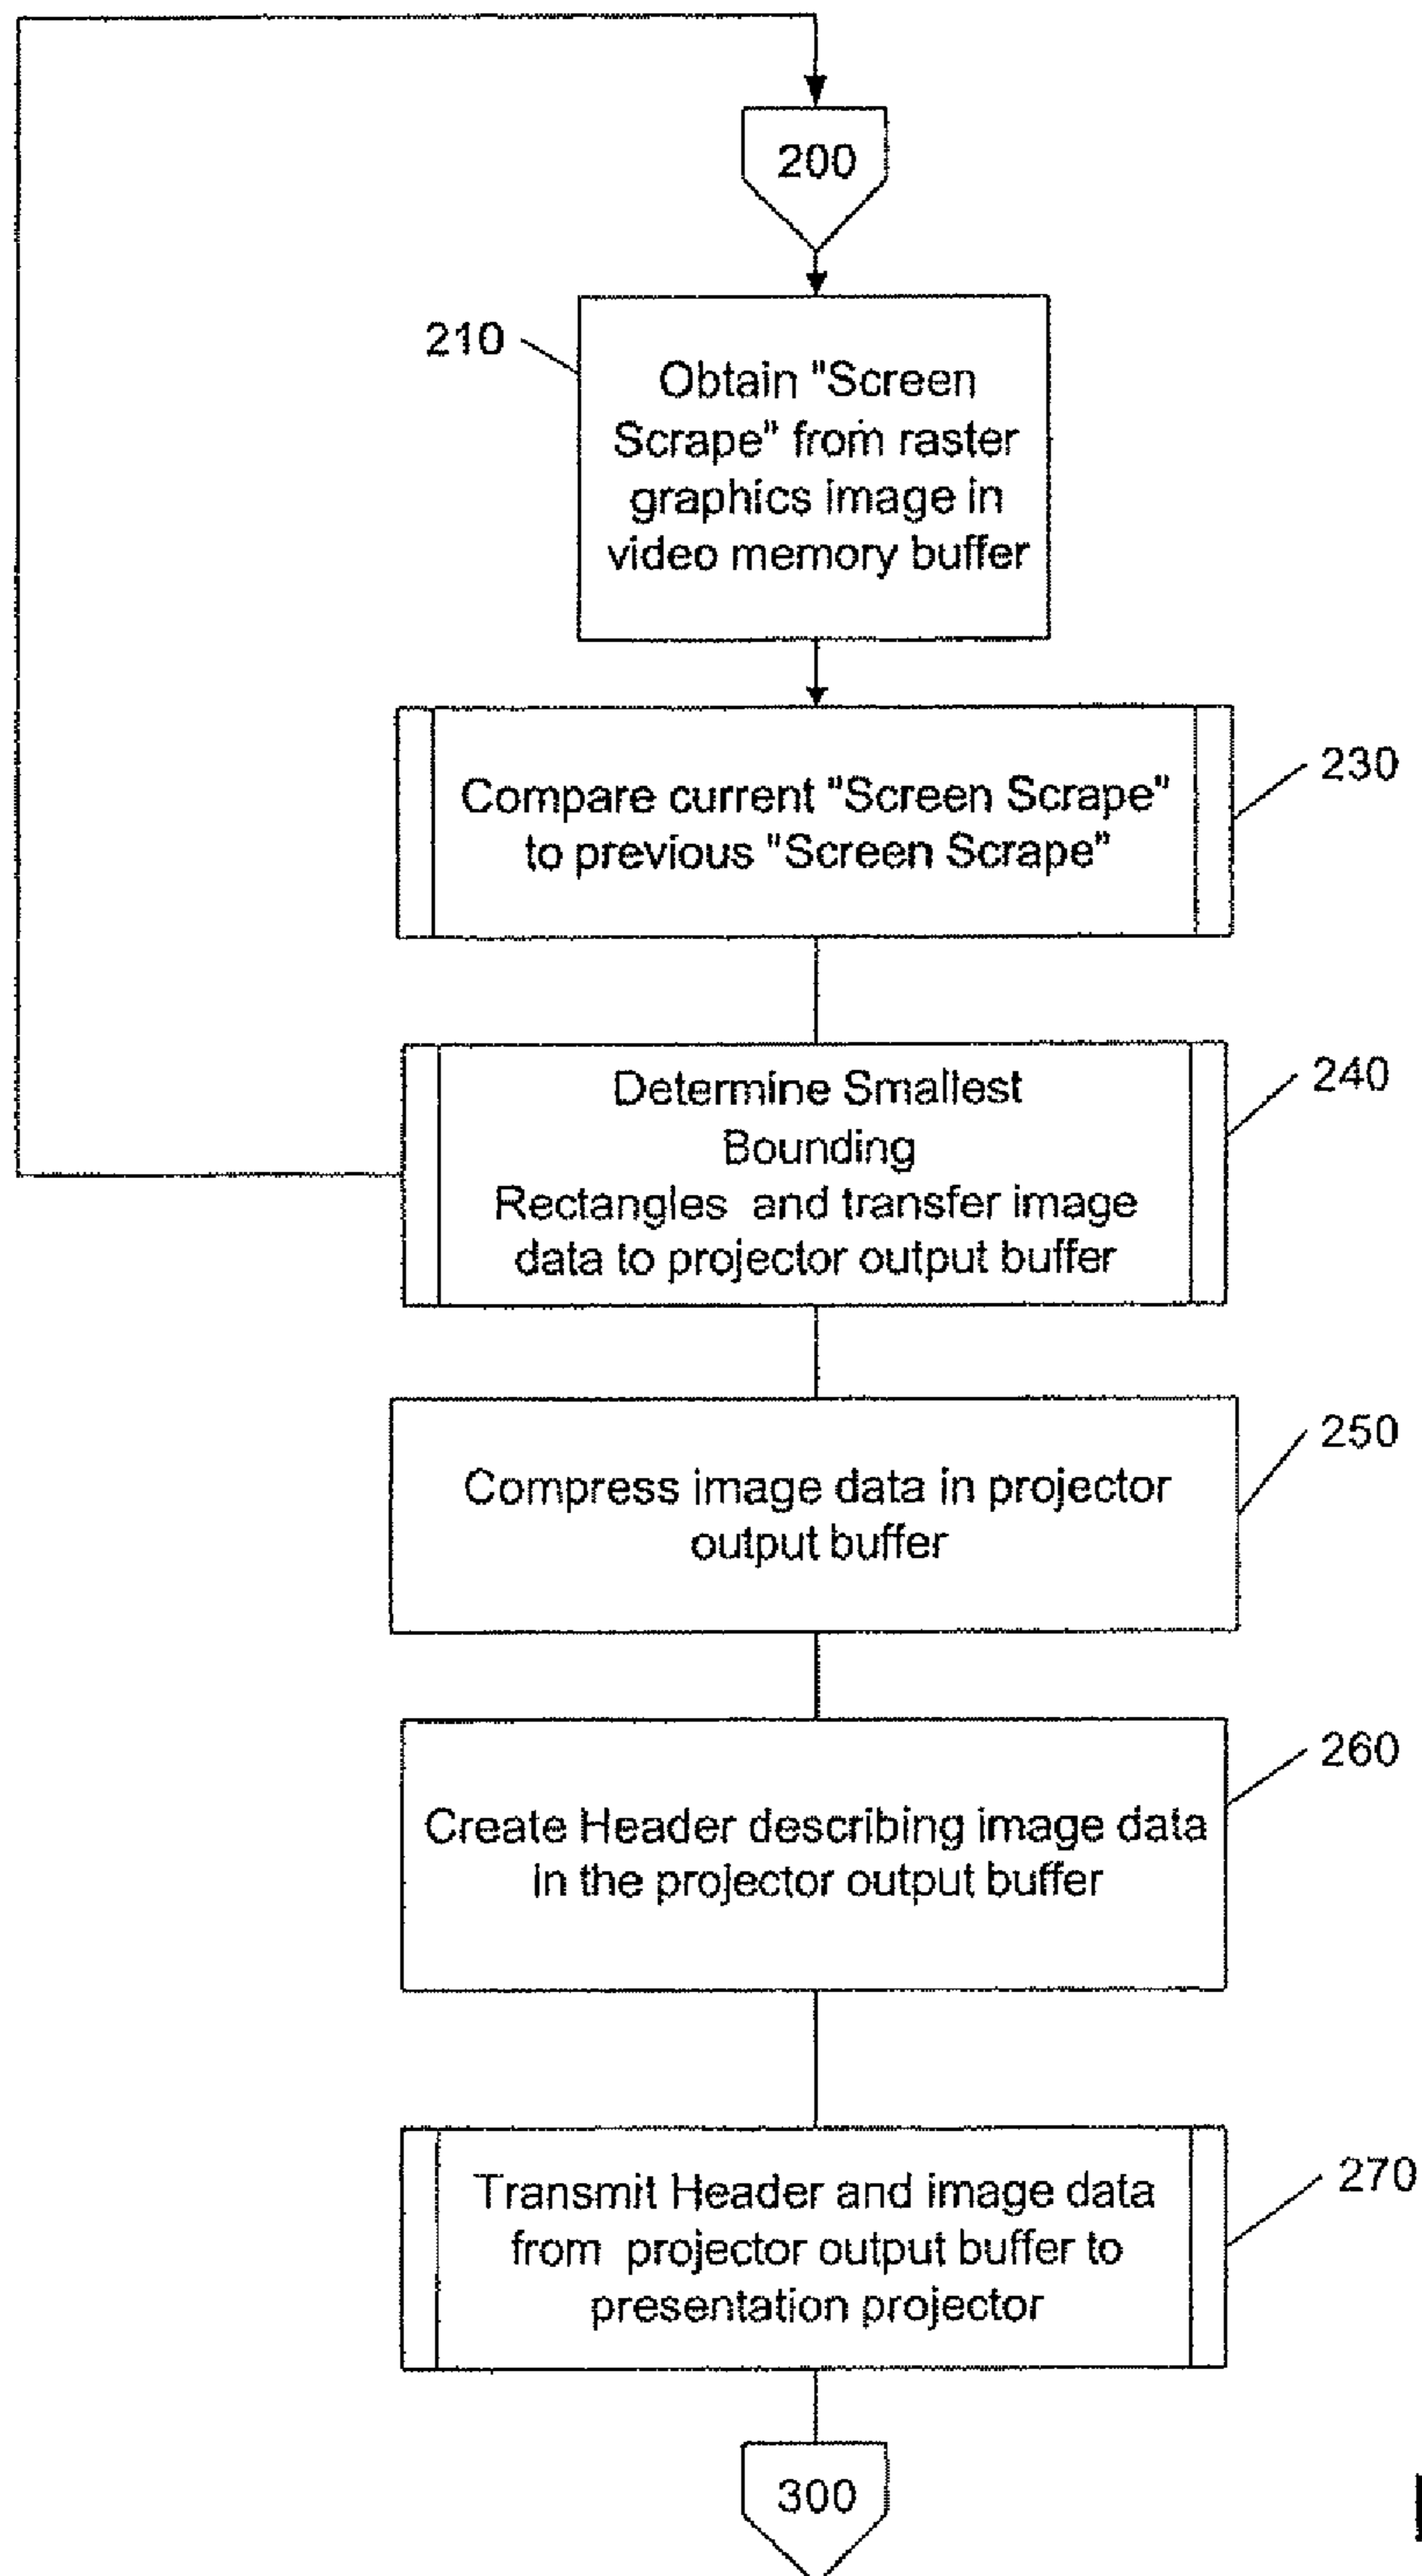 200
210
Obtain "Screen
Scrape" from raster
graphics image in
video memory buffer
Compare current "Screen Scrape"
to previous "Screen Scrape"
230
Determine Smallest
Bounding
Rectangles and transfer image
data to projector output buffer
240
Compress image data in projector
output buffer
250
Create Header describing image data
in the projector output buffer
260
Transmit Header and image data
from projector output buffer to
presentation projector
270
300